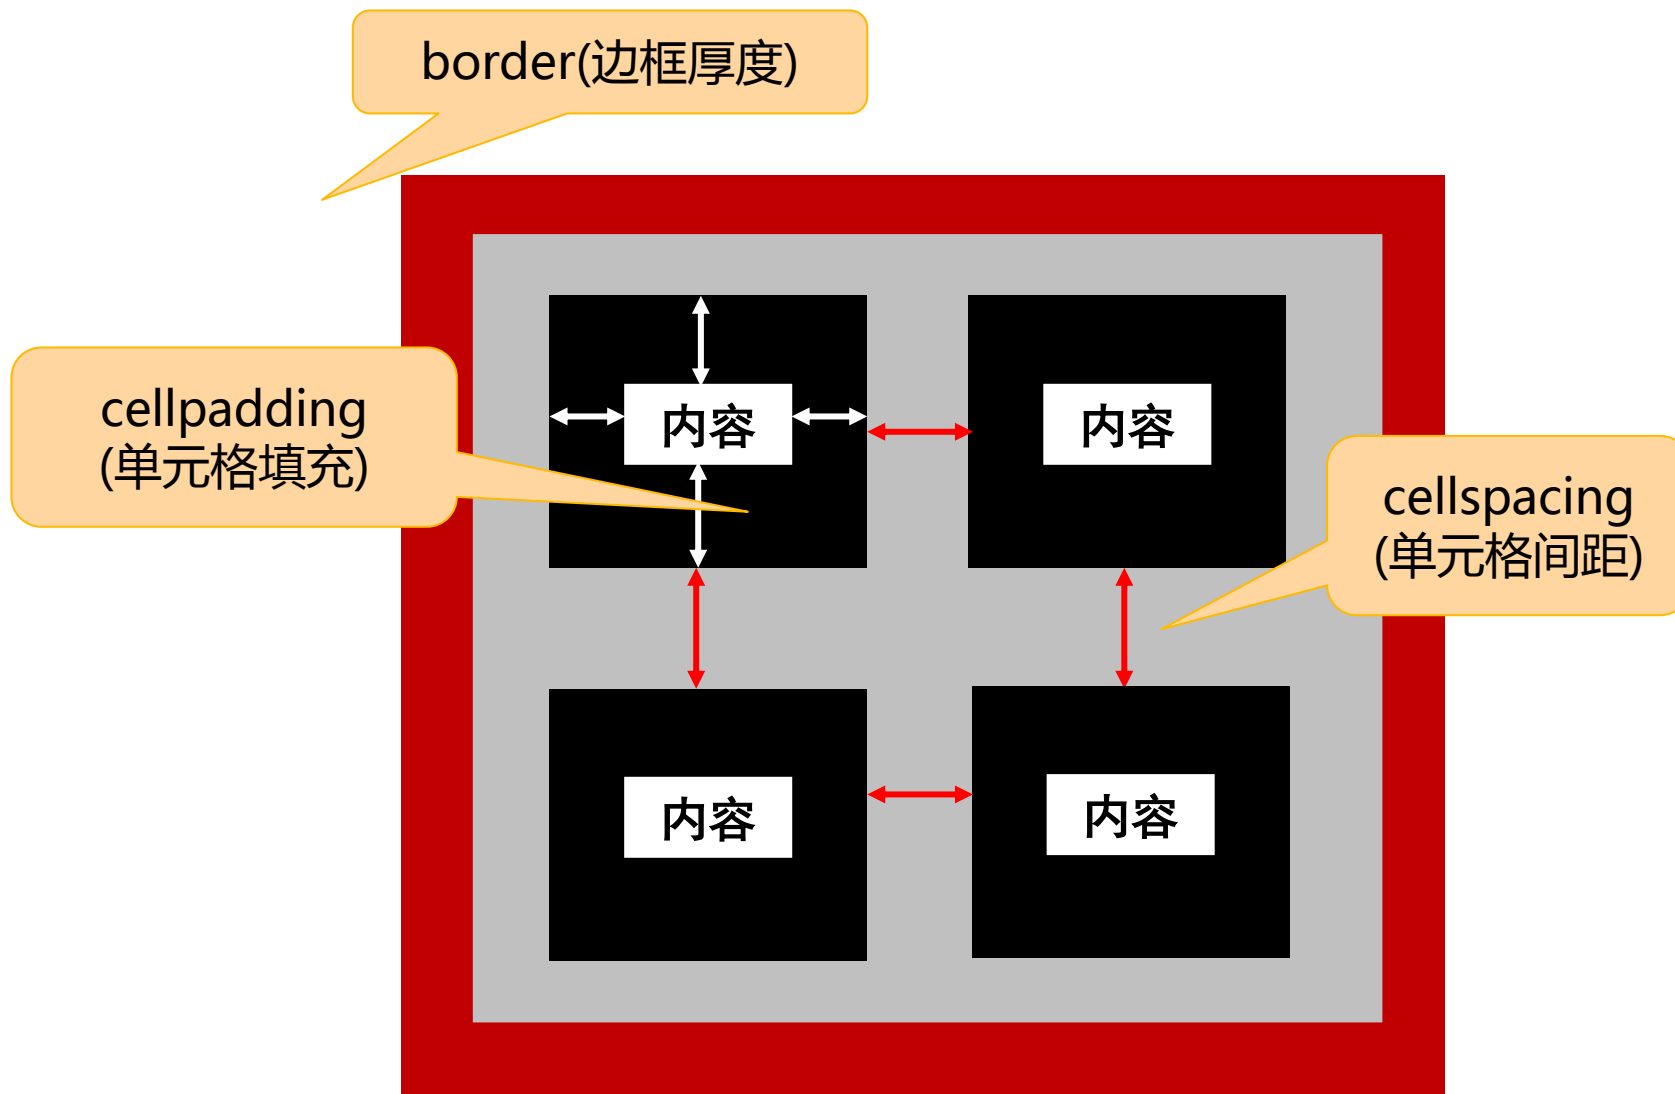 border(边框厚度)
cellpadding
(单元格填充)
内容
内容
cellspacing
(单元格间距)
内容
内容